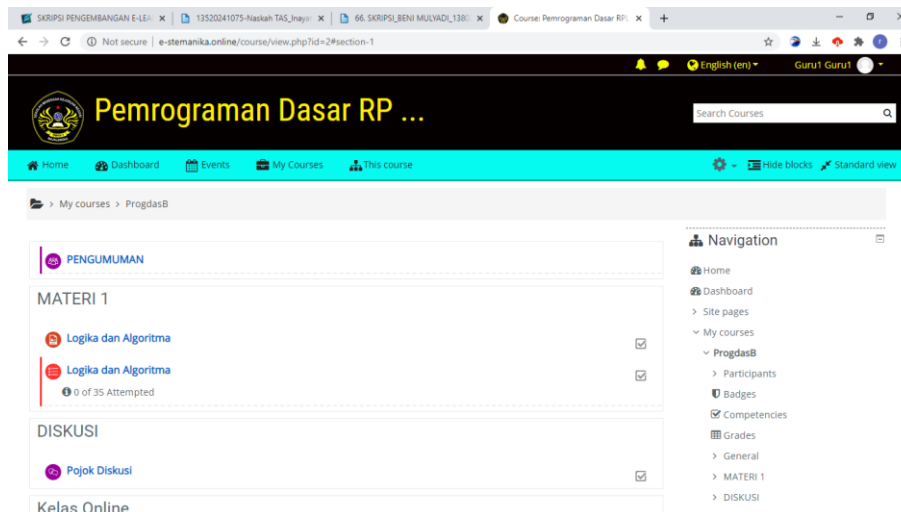 SKRIPSI PENGEMBANGAN E-LEA
13520241075-Naskah TAS_Inayat
66. SKRIPSI_BENI MULYADI_1380
Course: Pemrograman Dasar RPL
Not secure | e-stemanika.online/course/view.php?id=2#section-1
English (en)
Guru1 Guru1
Pemrograman Dasar RP ...
Search Courses
Home Dashboard Events My Courses This course
Hide blocks Standard view
> My courses > ProgdasB
PENGUMUMAN
MATERI 1
Logika dan Algoritma
Logika dan Algoritma
0 of 35 Attempted
DISKUSI
Pojok Diskusi
Kelas Online
Navigation
Home
Dashboard
Site pages
My courses
ProgdasB
Participants
Badges
Competencies
Grades
General
MATERI 1
DISKUSI